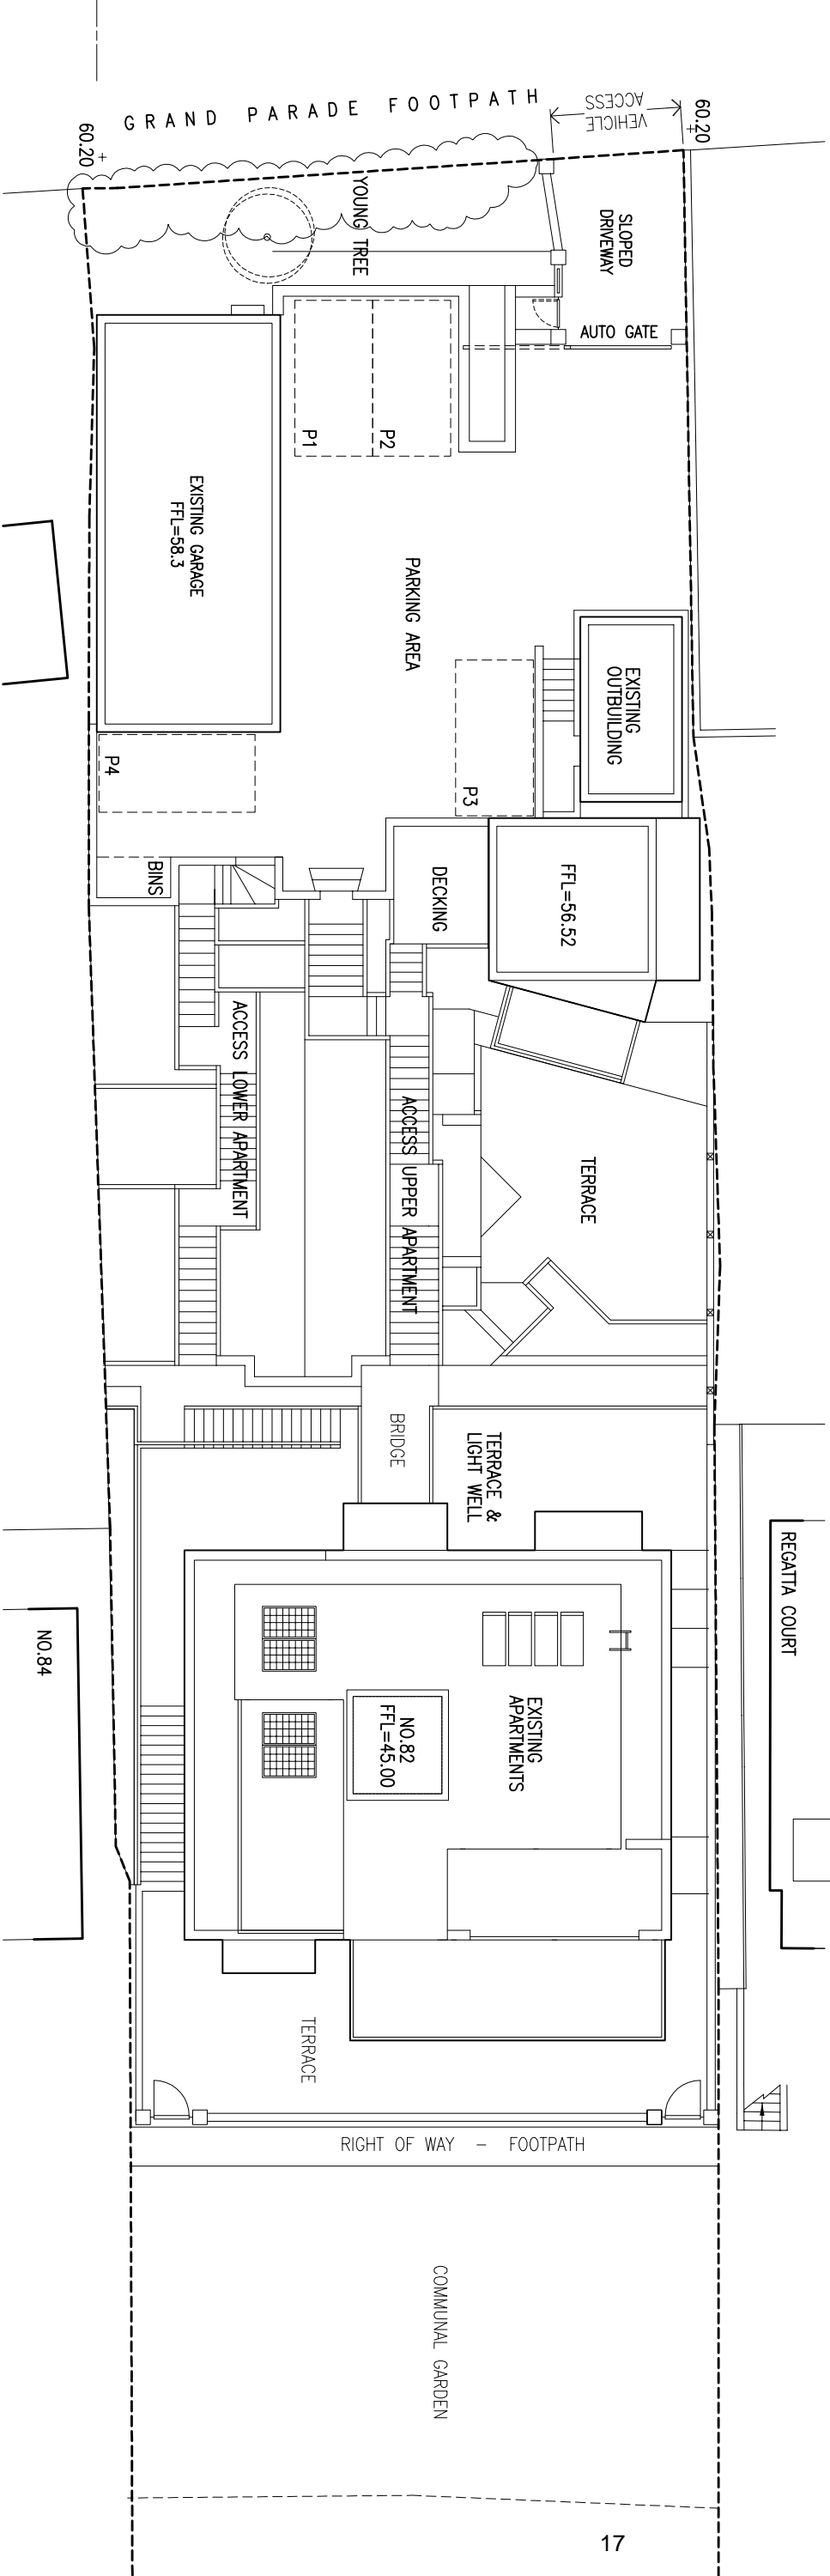 GRAND PARADE FOOTPATH
VEHICLE
ACCESS
60.20
60.20
YOUNG TREE
SLOPED
DRIVEWAY
AUTO GATE
P1
P2
EXISTING GARAGE
FFL=58.3
PARKING AREA
EXISTING
OUTBUILDING
P4
P3
BINS
DECKING
FFL=56.52
ACCESS LOWER APARTMENT
ACCESS UPPER APARTMENT
TERRACE
BRIDGE
TERRACE &
LIGHT WELL
REGATTA COURT
NO.84
EXISTING
APARTMENTS
NO.82
FFL=45.00
TERRACE
RIGHT OF WAY - FOOTPATH
COMMUNAL GARDEN
17